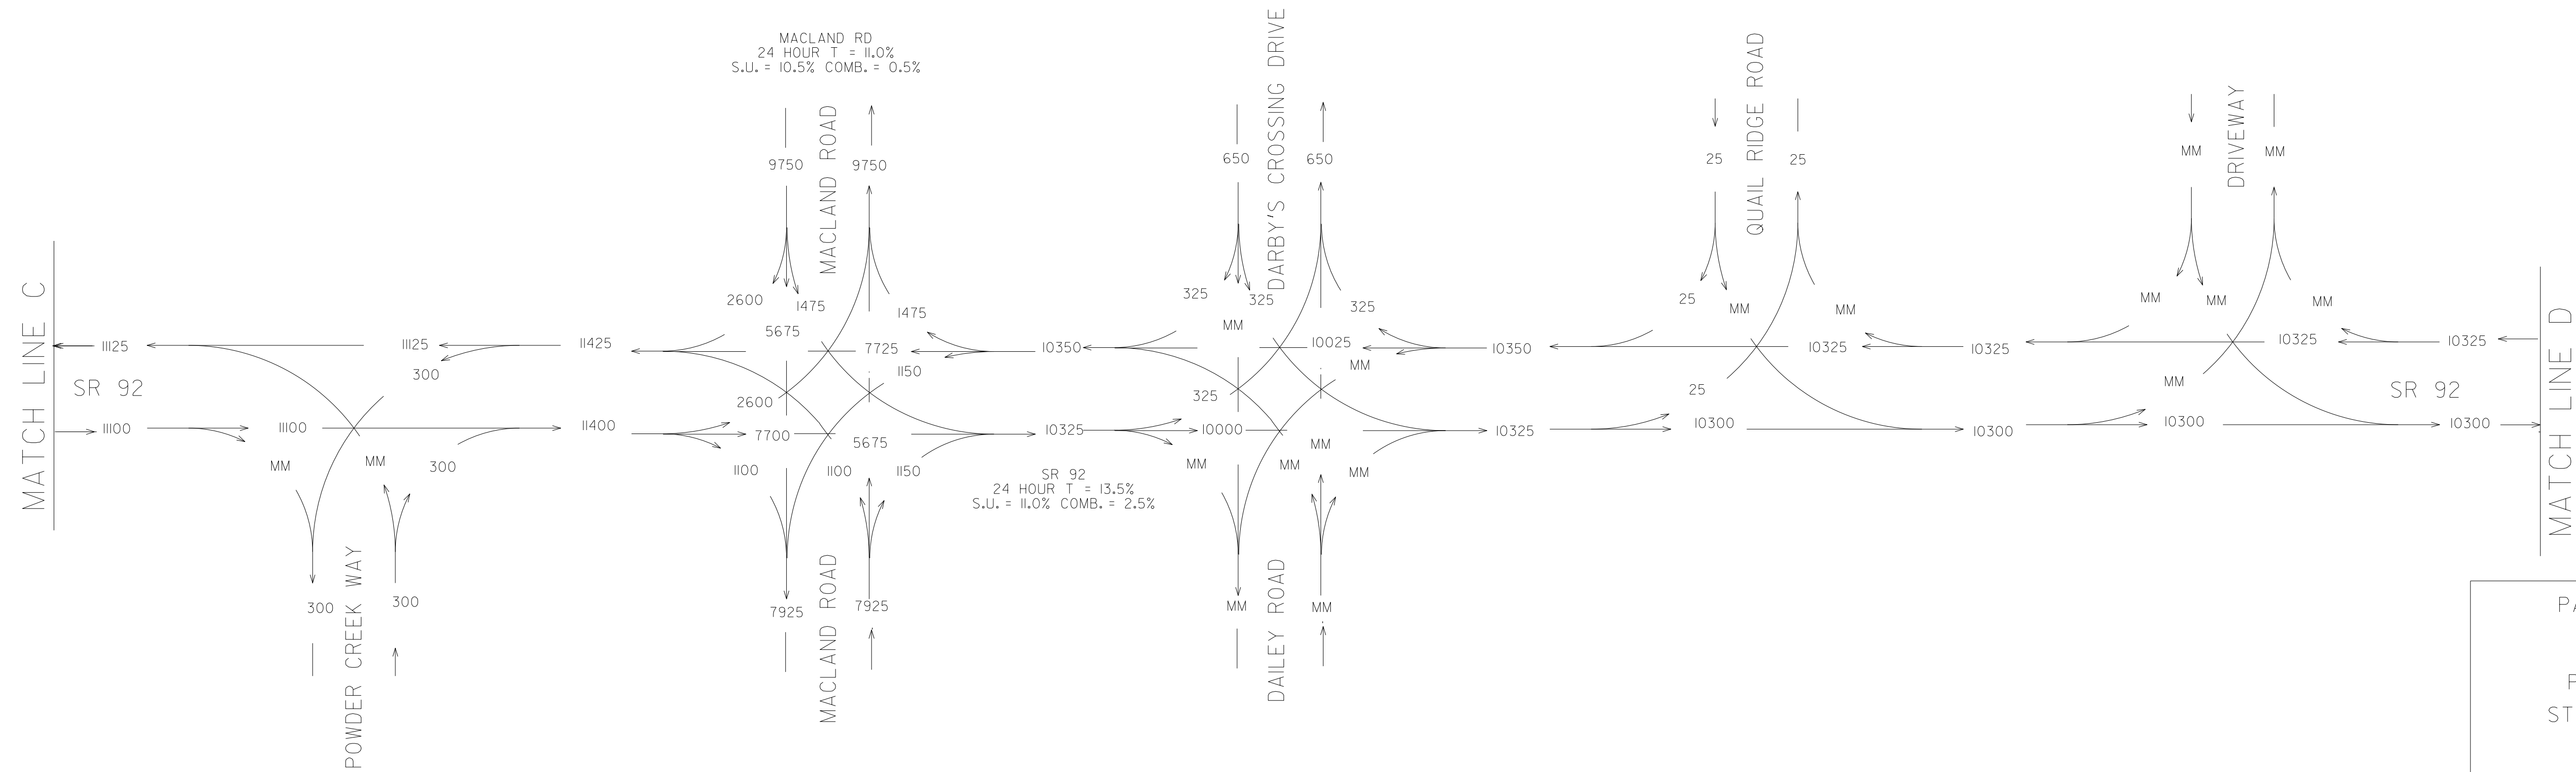 MACLAND RD
24 HOUR T = 11.0%
S.U. = 10.5% COMB. = 0.5%
MACLAND ROAD
DARBY'S CROSSING DRIVE
QUAIL RIDGE ROAD
DRIVEWAY
9750 9750
650 650
25 25
MM MM
MATCH LINE C
SR 92
11125
11100
11125
300
11100
MM
MM
300
300
300
POWDER CREEK WAY
11425
11400
2600
5675
1475
1475
7725
1150
2600
7700
1100
1100
5675
1150
7925
7925
MACLAND ROAD
10350
10325
SR 92
24 HOUR T = 13.5%
S.U. = 11.0% COMB. = 2.5%
325
MM
325
325
10025
MM
325
10000
MM
MM
MM
MM
MM
MM
DAILEY ROAD
10350
10325
25
MM
MM
10325
25
10300
10325
10300
MM
MM
MM
10325
MM
10300
10325
SR 92
10300
MATCH LINE D
PA
ST